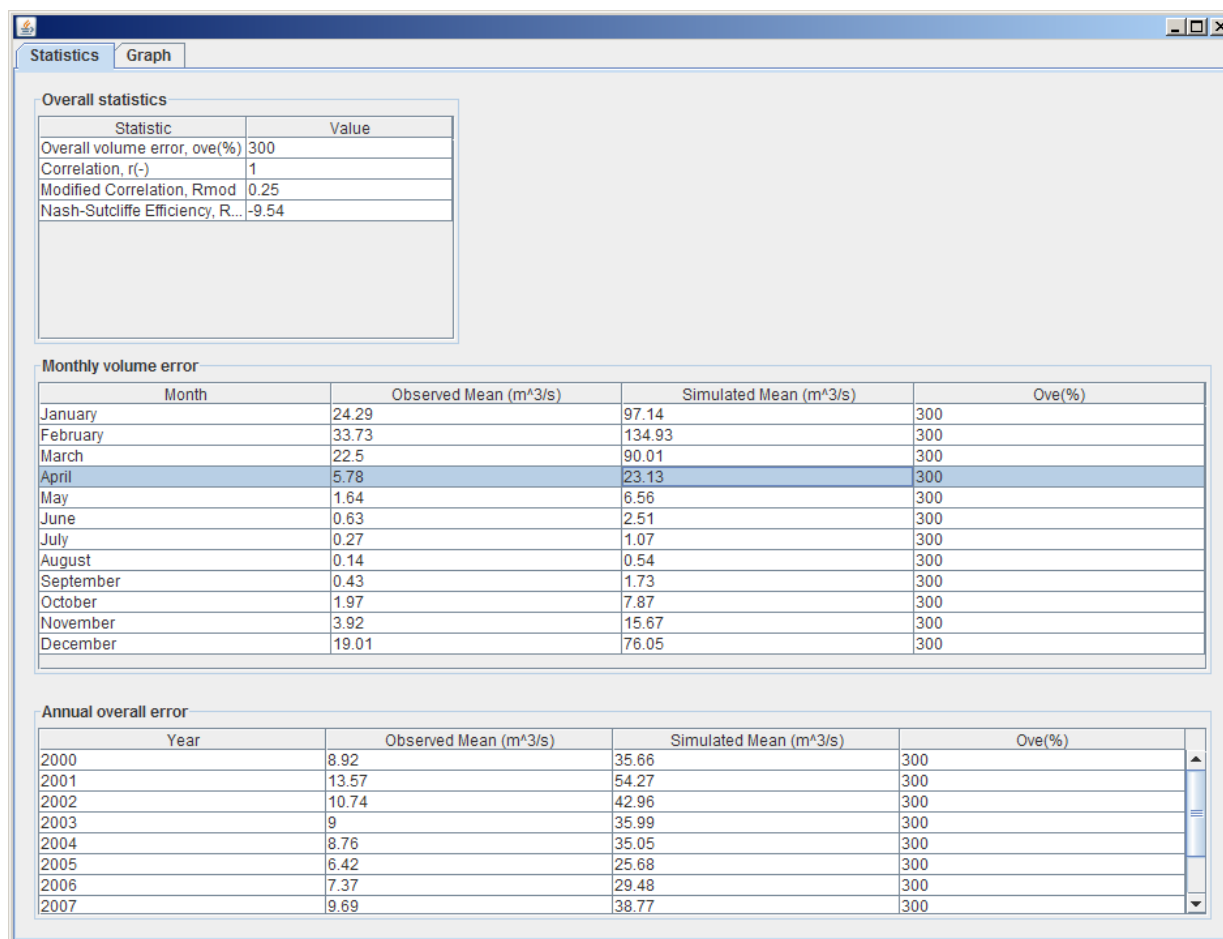 Statistics Graph
Overall statistics
Statistic Value
Overall volume error, ove(%) 300
Correlation, r(-) 1
Modified Correlation, Rmod 0.25
Nash-Sutcliffe Efficiency, R... -9.54
Monthly volume error
Month Observed Mean (m^3/s) Simulated Mean (m^3/s) Ove(%)
January 24.29 97.14 300
February 33.73 134.93 300
March 22.5 90.01 300
April 5.78 23.13 300
May 1.64 6.56 300
June 0.63 2.51 300
July 0.27 1.07 300
August 0.14 0.54 300
September 0.43 1.73 300
October 1.97 7.87 300
November 3.92 15.67 300
December 19.01 76.05 300
Annual overall error
Year Observed Mean (m^3/s) Simulated Mean (m^3/s) Ove(%)
2000 8.92 35.66 300
2001 13.57 54.27 300
2002 10.74 42.96 300
2003 9 35.99 300
2004 8.76 35.05 300
2005 6.42 25.68 300
2006 7.37 29.48 300
2007 9.69 38.77 300